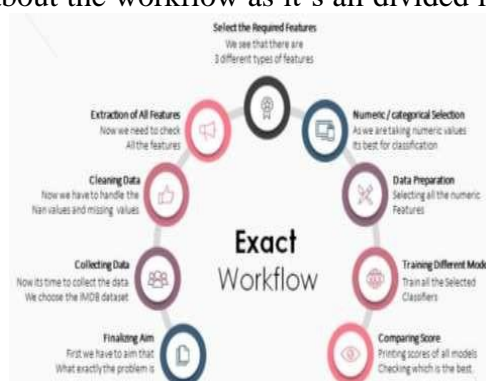 about the workflow as it's all divided i
Select the Required Features
We see that there are
3 different types of features
Extraction of All Features
Now we need to check
All the features
Numeric / categorical Selection
As we are taking numeric values
Its best for classification
Cleaning Data
Now we have to handle the
Nan values and missing values
Data Preparation
Selecting all the numeric
Features
Exact
Workflow
Collecting Data
Now its time to collect the data
We choose the IMDB dataset
Training Different Mode
Train all the Selected
Classifiers
Finalizing Aim
First we have to aim that
What exactly the problem is
Comparing Score
Printing scores of all models
Checking which is the best.